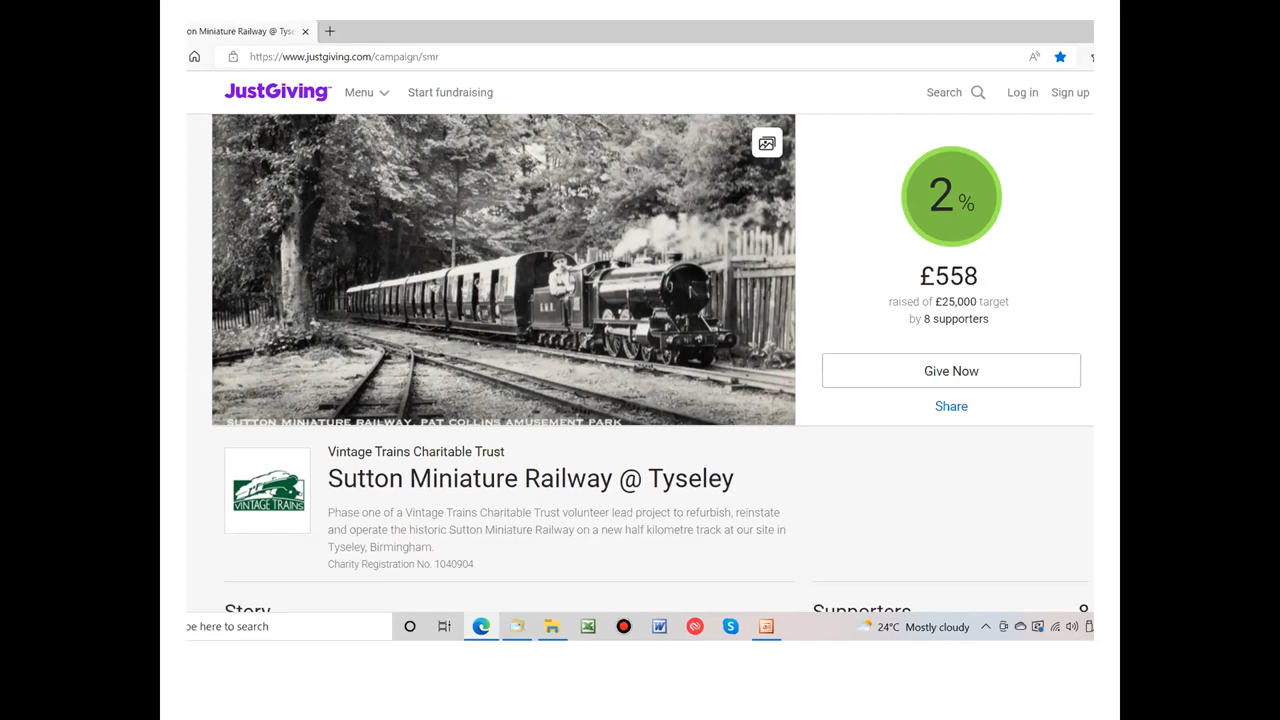 on Miniature Railway @ Tyse
https://www.justgiving.com/campaign/smr
JustGiving™ Menu Start fundraising Search Log in Sign up
2%
£558
raised of £25,000 target
by 8 supporters
Give Now
Share
S.M.R.
SUTTON MINIATURE RAILWAY, PAT COLLINS AMUSEMENT PARK
VINTAGE TRAINS
Vintage Trains Charitable Trust
Sutton Miniature Railway @ Tyseley
Phase one of a Vintage Trains Charitable Trust volunteer lead project to refurbish, reinstate
and operate the historic Sutton Miniature Railway on a new half kilometre track at our site in
Tyseley, Birmingham.
Charity Registration No. 1040904
Story Supporters 8
pe here to search 24°C Mostly cloudy